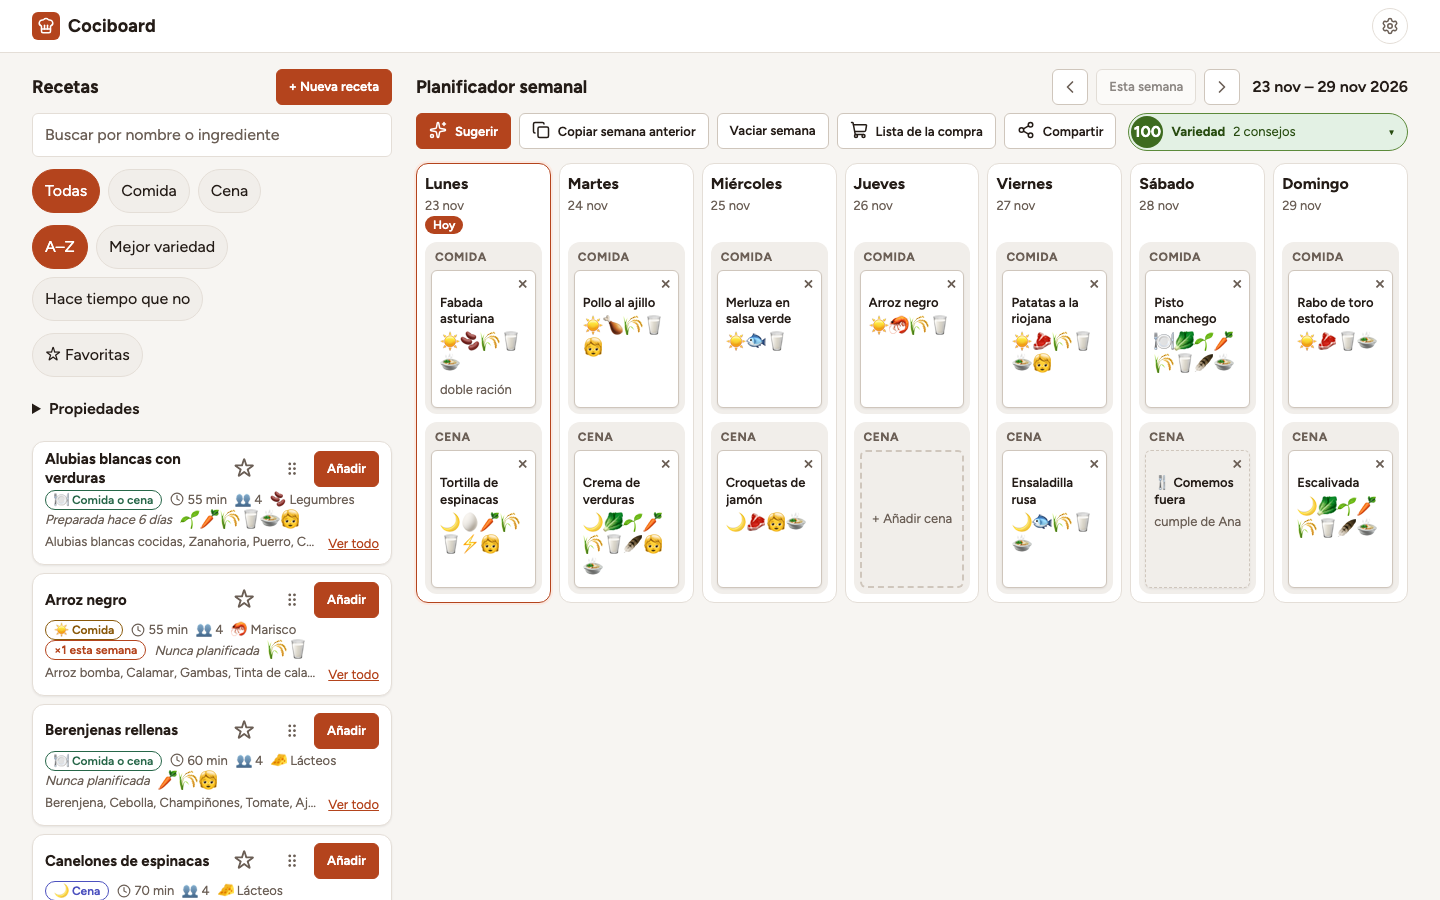 Cociboard
Recetas
+ Nueva receta
Buscar por nombre o ingrediente
Todas
Comida
Cena
A–Z
Mejor variedad
Hace tiempo que no
Favoritas
Propiedades
Alubias blancas con
verduras
Añadir
Comida o cena
55 min
4
Legumbres
Preparada hace 6 días
Alubias blancas cocidas, Zanahoria, Puerro, C...
Ver todo
Arroz negro
Añadir
Comida
55 min
4
Marisco
×1 esta semana
Nunca planificada
Arroz bomba, Calamar, Gambas, Tinta de cala...
Ver todo
Berenjenas rellenas
Añadir
Comida o cena
60 min
4
Lácteos
Nunca planificada
Berenjena, Cebolla, Champiñones, Tomate, Aj...
Ver todo
Canelones de espinacas
Añadir
Cena
70 min
4
Lácteos
Planificador semanal
Esta semana
23 nov – 29 nov 2026
Sugerir
Copiar semana anterior
Vaciar semana
Lista de la compra
Compartir
100
Variedad
2 consejos
Lunes
23 nov
Hoy
COMIDA
Fabada
asturiana
doble ración
CENA
Tortilla de
espinacas
Martes
24 nov
COMIDA
Pollo al ajillo
CENA
Crema de
verduras
Miércoles
25 nov
COMIDA
Merluza en
salsa verde
CENA
Croquetas de
jamón
Jueves
26 nov
COMIDA
Arroz negro
CENA
+ Añadir cena
Viernes
27 nov
COMIDA
Patatas a la
riojana
CENA
Ensaladilla
rusa
Sábado
28 nov
COMIDA
Pisto
manchego
CENA
Comemos
fuera
cumple de Ana
Domingo
29 nov
COMIDA
Rabo de toro
estofado
CENA
Escalivada